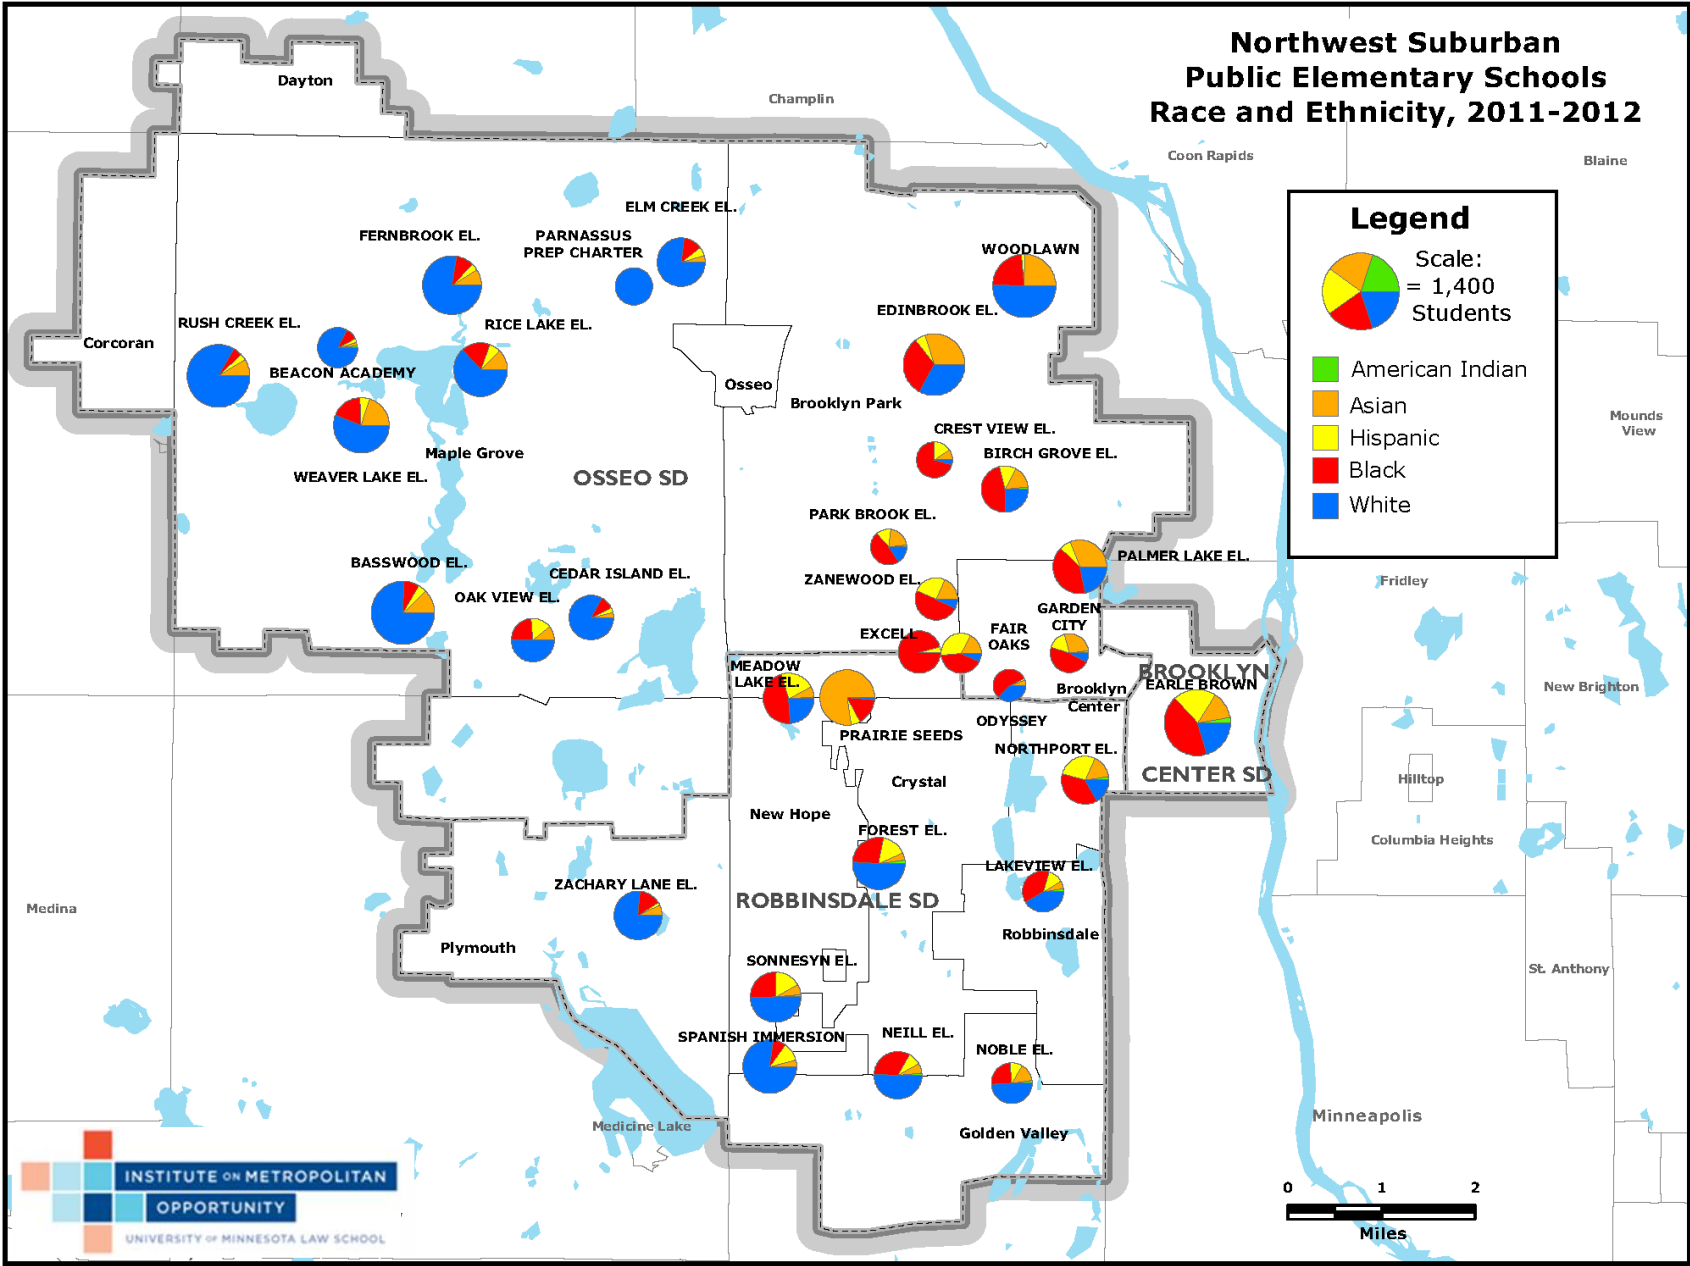 Northwest Suburban
Public Elementary Schools
Race and Ethnicity, 2011-2012
Dayton
Champlin
Coon Rapids
Blaine
Legend
Scale:
= 1,400
Students
American Indian
Asian
Hispanic
Black
White
ELM CREEK EL.
FERNBROOK EL.
PARNASSUS
PREP CHARTER
WOODLAWN
EDINBROOK EL.
RUSH CREEK EL.
RICE LAKE EL.
Corcoran
BEACON ACADEMY
Osseo
Brooklyn Park
Mounds
View
CREST VIEW EL.
BIRCH GROVE EL.
Maple Grove
WEAVER LAKE EL.
OSSEO SD
PARK BROOK EL.
PALMER LAKE EL.
BASSWOOD EL.
CEDAR ISLAND EL.
ZANEWOOD EL.
Fridley
OAK VIEW EL.
GARDEN
CITY
EXCELL
FAIR
OAKS
MEADOW
LAKE EL.
BROOKLYN
EARLE BROWN
Brooklyn
Center
New Brighton
ODYSSEY
PRAIRIE SEEDS
NORTHPORT EL.
CENTER SD
Hilltop
Crystal
New Hope
FOREST EL.
Columbia Heights
LAKEVIEW EL.
ZACHARY LANE EL.
ROBBINSDALE SD
Medina
Robbinsdale
Plymouth
SONNESYN EL.
St. Anthony
SPANISH IMMERSION
NEILL EL.
NOBLE EL.
Medicine Lake
Golden Valley
Minneapolis
INSTITUTE ON METROPOLITAN
OPPORTUNITY
UNIVERSITY OF MINNESOTA LAW SCHOOL
0 1 2
Miles